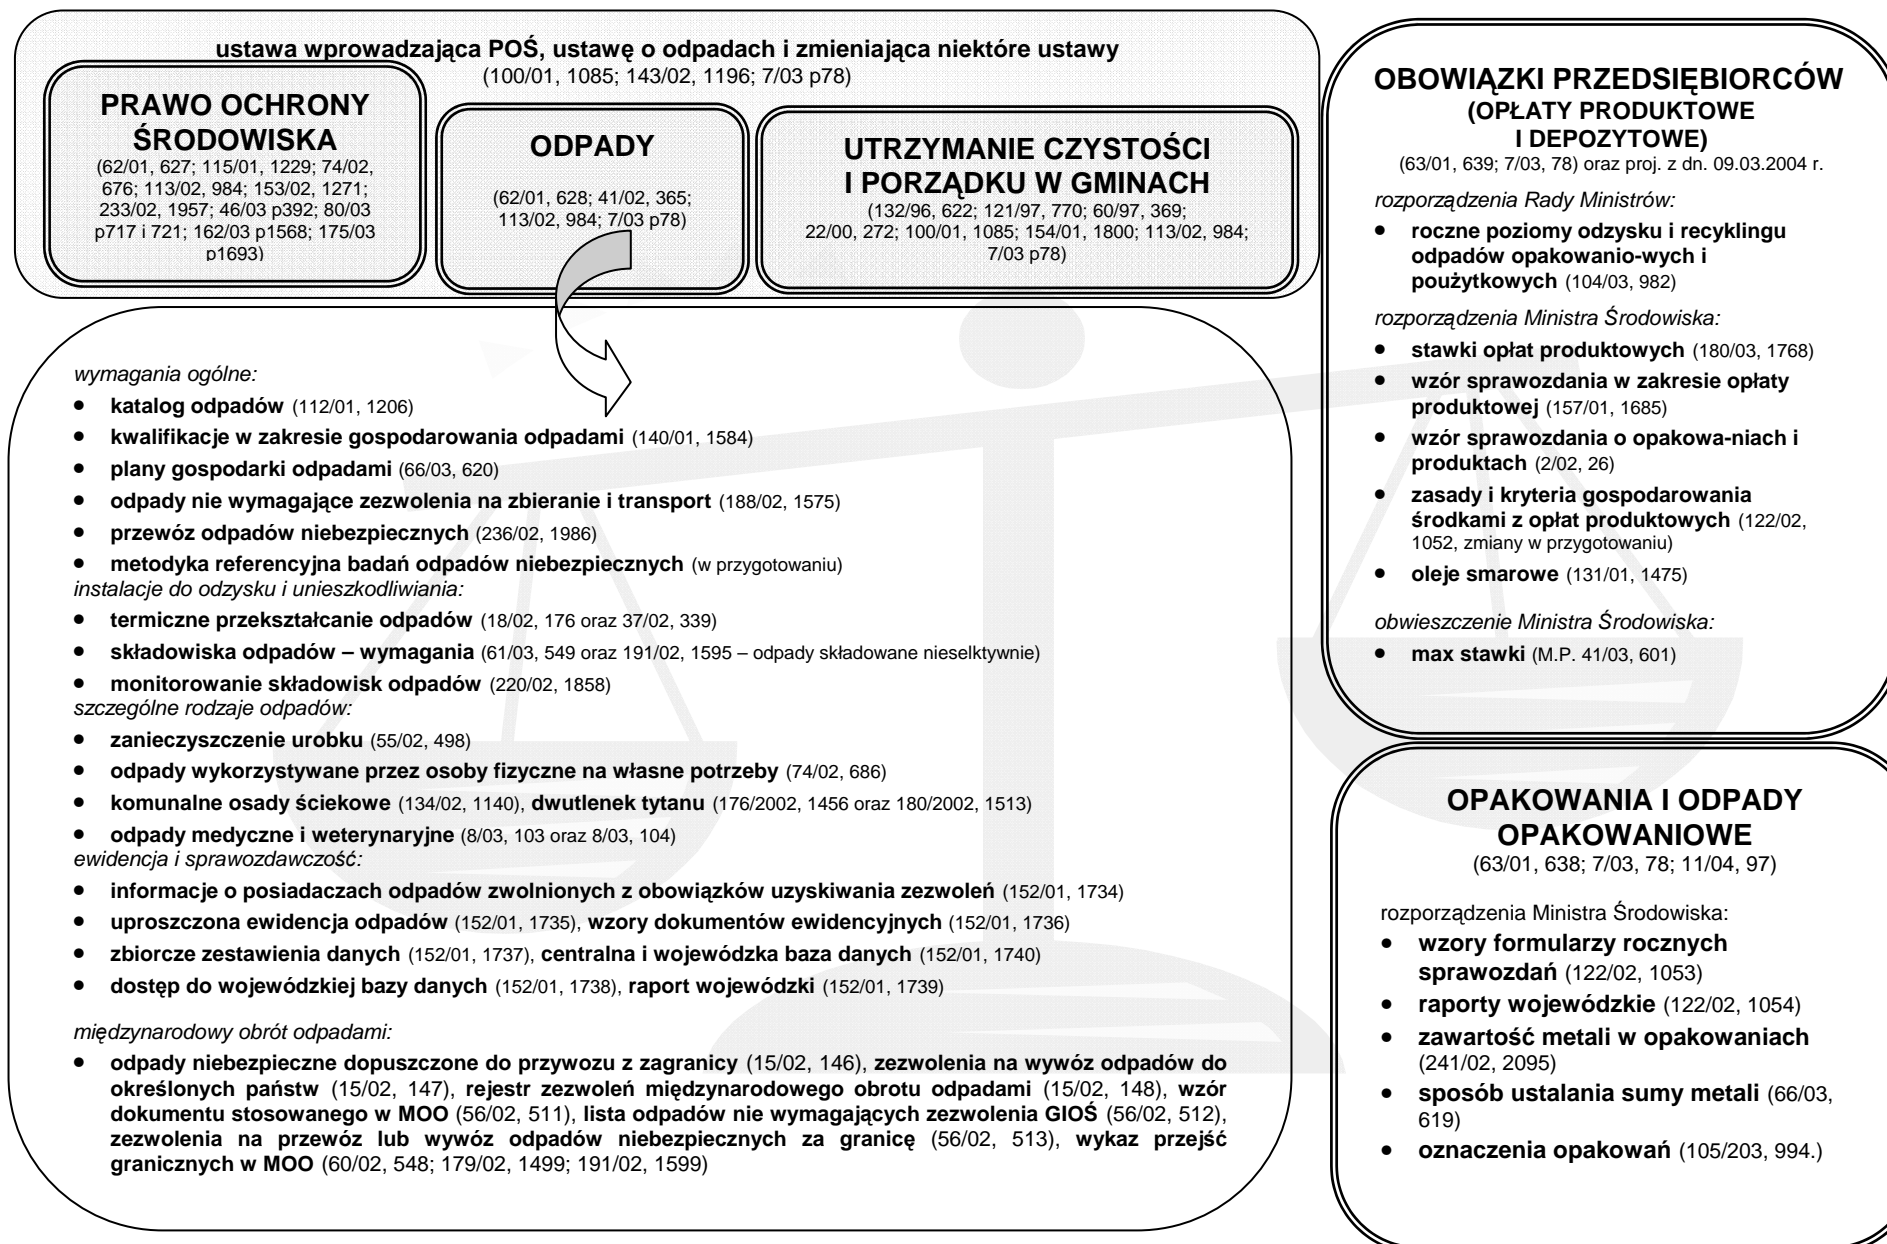 ustawa wprowadzająca POŚ, ustawę o odpadach i zmieniająca niektóre ustawy
(100/01, 1085; 143/02, 1196; 7/03 p78)
PRAWO OCHRONY
ŚRODOWISKA
(62/01, 627; 115/01, 1229; 74/02,
676; 113/02, 984; 153/02, 1271;
233/02, 1957; 46/03 p392; 80/03
p717 i 721; 162/03 p1568; 175/03
p1693)
ODPADY
(62/01, 628; 41/02, 365;
113/02, 984; 7/03 p78)
UTRZYMANIE CZYSTOŚCI
I PORZĄDKU W GMINACH
(132/96, 622; 121/97, 770; 60/97, 369;
22/00, 272; 100/01, 1085; 154/01, 1800; 113/02, 984;
7/03 p78)
wymagania ogólne:
• katalog odpadów (112/01, 1206)
• kwalifikacje w zakresie gospodarowania odpadami (140/01, 1584)
• plany gospodarki odpadami (66/03, 620)
• odpady nie wymagające zezwolenia na zbieranie i transport (188/02, 1575)
• przewóz odpadów niebezpiecznych (236/02, 1986)
• metodyka referencyjna badań odpadów niebezpiecznych (w przygotowaniu)
instalacje do odzysku i unieszkodliwiania:
• termiczne przekształcanie odpadów (18/02, 176 oraz 37/02, 339)
• składowiska odpadów – wymagania (61/03, 549 oraz 191/02, 1595 – odpady składowane nieselktywnie)
• monitorowanie składowisk odpadów (220/02, 1858)
szczególne rodzaje odpadów:
• zanieczyszczenie urobku (55/02, 498)
• odpady wykorzystywane przez osoby fizyczne na własne potrzeby (74/02, 686)
• komunalne osady ściekowe (134/02, 1140), dwutlenek tytanu (176/2002, 1456 oraz 180/2002, 1513)
• odpady medyczne i weterynaryjne (8/03, 103 oraz 8/03, 104)
ewidencja i sprawozdawczość:
• informacje o posiadaczach odpadów zwolnionych z obowiązków uzyskiwania zezwoleń (152/01, 1734)
• uproszczona ewidencja odpadów (152/01, 1735), wzory dokumentów ewidencyjnych (152/01, 1736)
• zbiorcze zestawienia danych (152/01, 1737), centralna i wojewódzka baza danych (152/01, 1740)
• dostęp do wojewódzkiej bazy danych (152/01, 1738), raport wojewódzki (152/01, 1739)
międzynarodowy obrót odpadami:
• odpady niebezpieczne dopuszczone do przywozu z zagranicy (15/02, 146), zezwolenia na wywóz odpadów do
określonych państw (15/02, 147), rejestr zezwoleń międzynarodowego obrotu odpadami (15/02, 148), wzór
dokumentu stosowanego w MOO (56/02, 511), lista odpadów nie wymagających zezwolenia GIOŚ (56/02, 512),
zezwolenia na przewóz lub wywóz odpadów niebezpiecznych za granicę (56/02, 513), wykaz przejść
granicznych w MOO (60/02, 548; 179/02, 1499; 191/02, 1599)
OBOWIĄZKI PRZEDSIĘBIORCÓW
(OPŁATY PRODUKTOWE
I DEPOZYTOWE)
(63/01, 639; 7/03, 78) oraz proj. z dn. 09.03.2004 r.
rozporządzenia Rady Ministrów:
• roczne poziomy odzysku i recyklingu
odpadów opakowanio-wych i
poużytkowych (104/03, 982)
rozporządzenia Ministra Środowiska:
• stawki opłat produktowych (180/03, 1768)
• wzór sprawozdania w zakresie opłaty
produktowej (157/01, 1685)
• wzór sprawozdania o opakowa-niach i
produktach (2/02, 26)
• zasady i kryteria gospodarowania
środkami z opłat produktowych (122/02,
1052, zmiany w przygotowaniu)
• oleje smarowe (131/01, 1475)
obwieszczenie Ministra Środowiska:
• max stawki (M.P. 41/03, 601)
OPAKOWANIA I ODPADY
OPAKOWANIOWE
(63/01, 638; 7/03, 78; 11/04, 97)
rozporządzenia Ministra Środowiska:
• wzory formularzy rocznych
sprawozdań (122/02, 1053)
• raporty wojewódzkie (122/02, 1054)
• zawartość metali w opakowaniach
(241/02, 2095)
• sposób ustalania sumy metali (66/03,
619)
• oznaczenia opakowań (105/203, 994.)